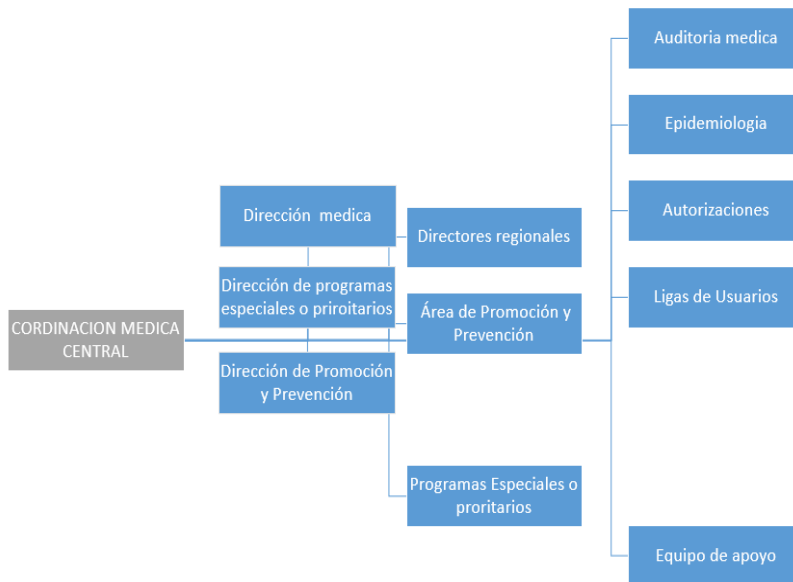 CORDINACION MEDICA
CENTRAL
Dirección  medica
Dirección de programas
especiales o priroitarios
Dirección de Promoción
y Prevención
Directores regionales
Área de Promoción y
Prevención
Programas Especiales o
proritarios
Auditoria medica
Epidemiologia
Autorizaciones
Ligas de Usuarios
Equipo de apoyo